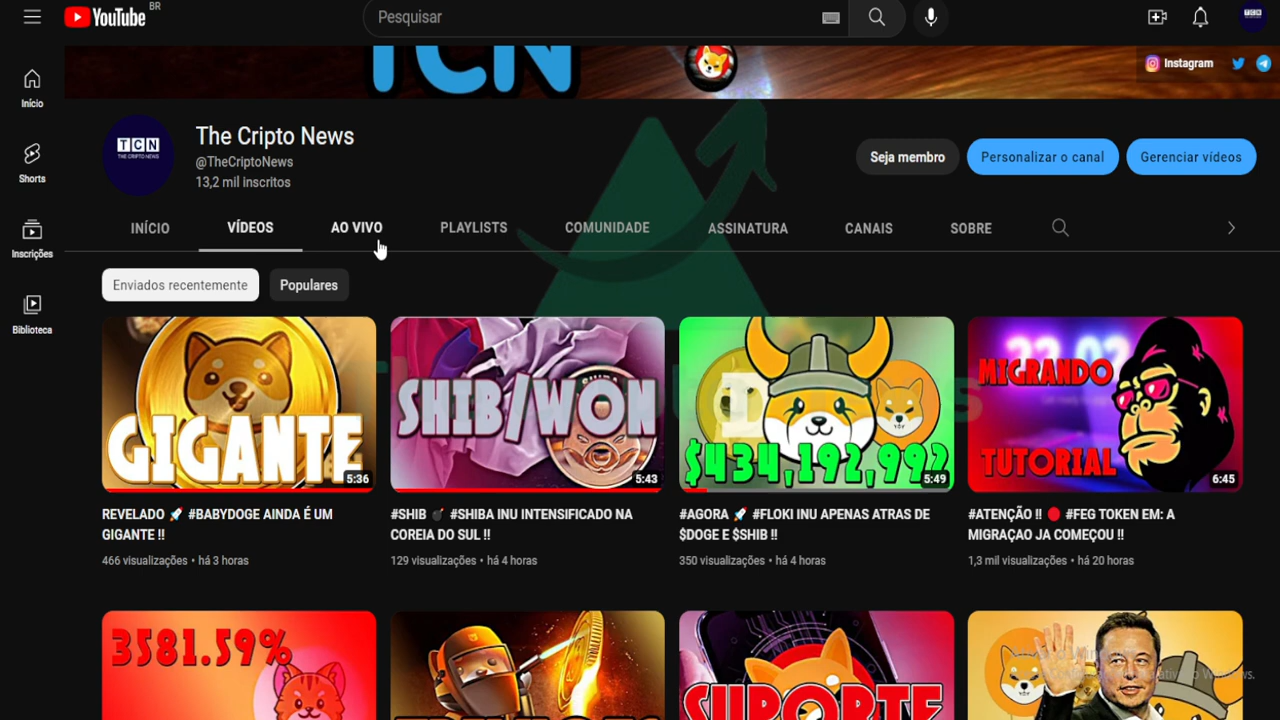 YouTube BR
Pesquisar
TCN
Instagram
Início
Shorts
Inscrições
Biblioteca
TCN
THE CRIPTO NEWS
The Cripto News
@TheCriptoNews
13,2 mil inscritos
Seja membro
Personalizar o canal
Gerenciar vídeos
INÍCIO VÍDEOS AO VIVO PLAYLISTS COMUNIDADE ASSINATURA CANAIS SOBRE
Enviados recentemente
Populares
GIGANTE
5:36
REVELADO 🚀 #BABYDOGE AINDA É UM
GIGANTE !!
466 visualizações • há 3 horas
SHIB/WON
5:43
#SHIB 💣 #SHIBA INU INTENSIFICADO NA
COREIA DO SUL !!
129 visualizações • há 4 horas
$434,192,992
5:49
#AGORA 🚀 #FLOKI INU APENAS ATRAS DE
$DOGE E $SHIB !!
350 visualizações • há 4 horas
MIGRANDO
TUTORIAL
6:45
#ATENÇÃO !! 🔴 #FEG TOKEN EM: A
MIGRAÇAO JA COMEÇOU !!
1,3 mil visualizações • há 20 horas
3581.59%
SUPORTE